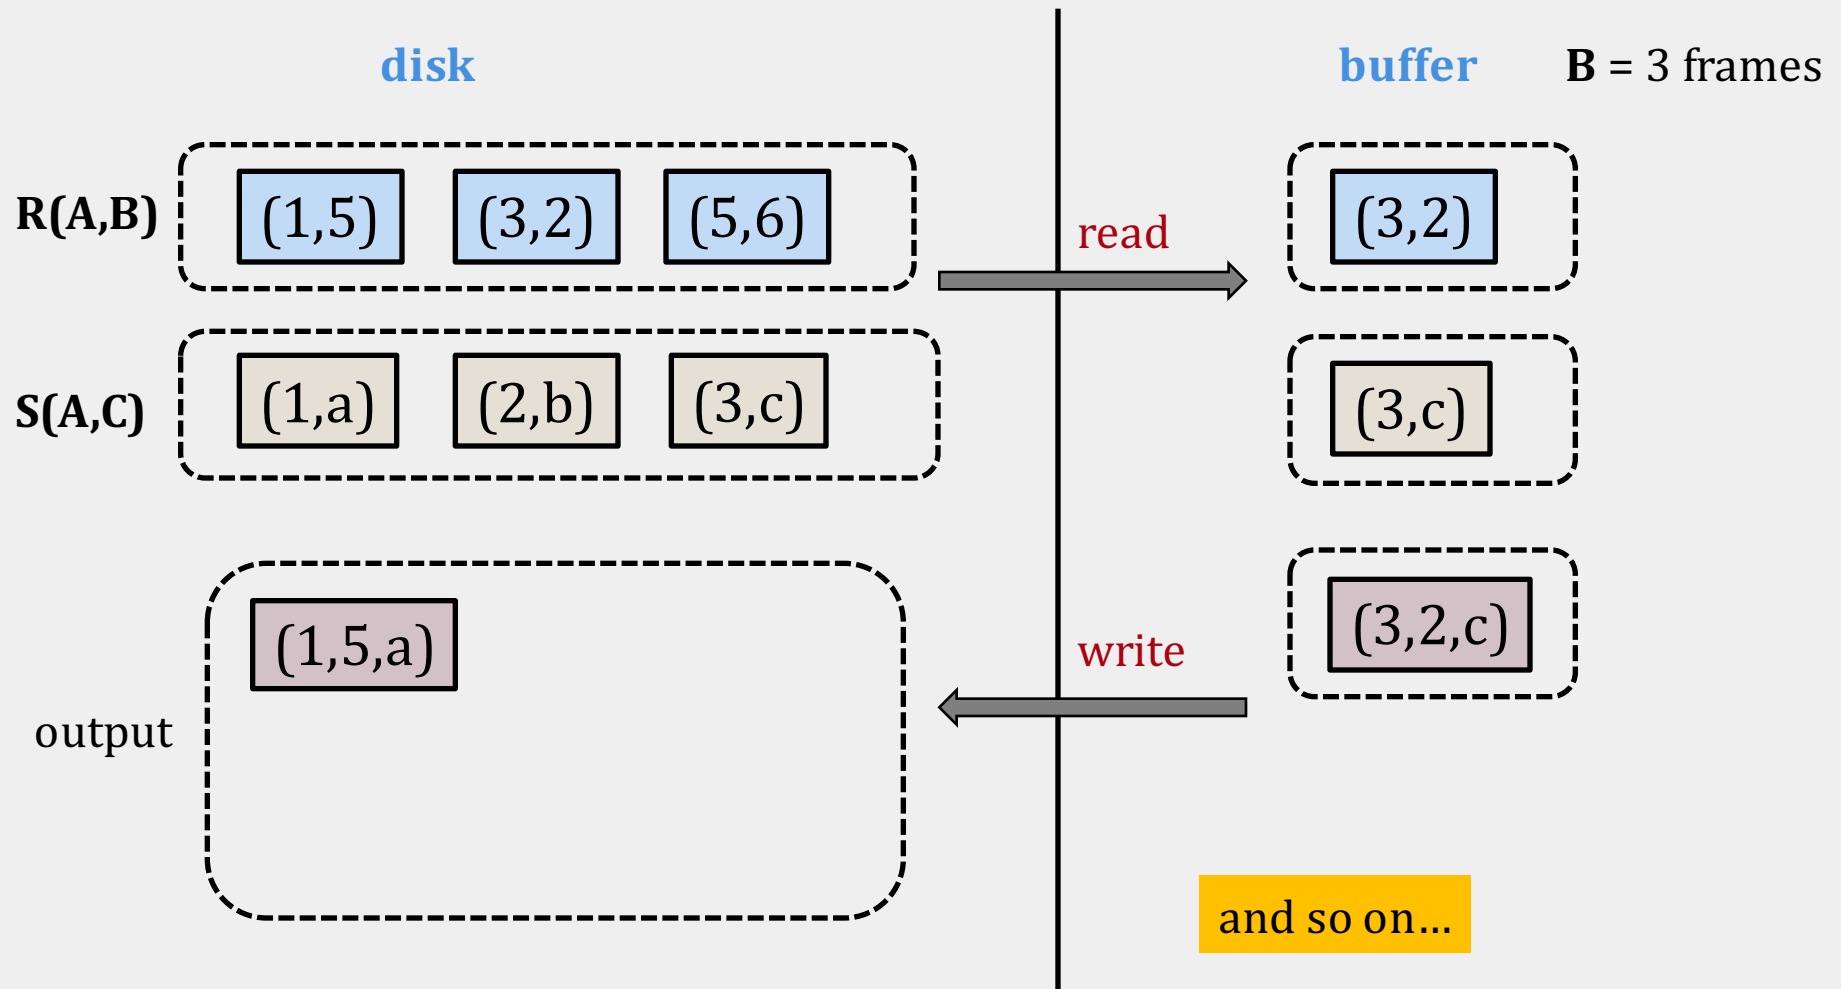 disk
buffer
B = 3 frames
R(A,B)
(1,5)
(3,2)
(5,6)
read
(3,2)
S(A,C)
(1,a)
(2,b)
(3,c)
(3,c)
output
(1,5,a)
write
(3,2,c)
and so on...